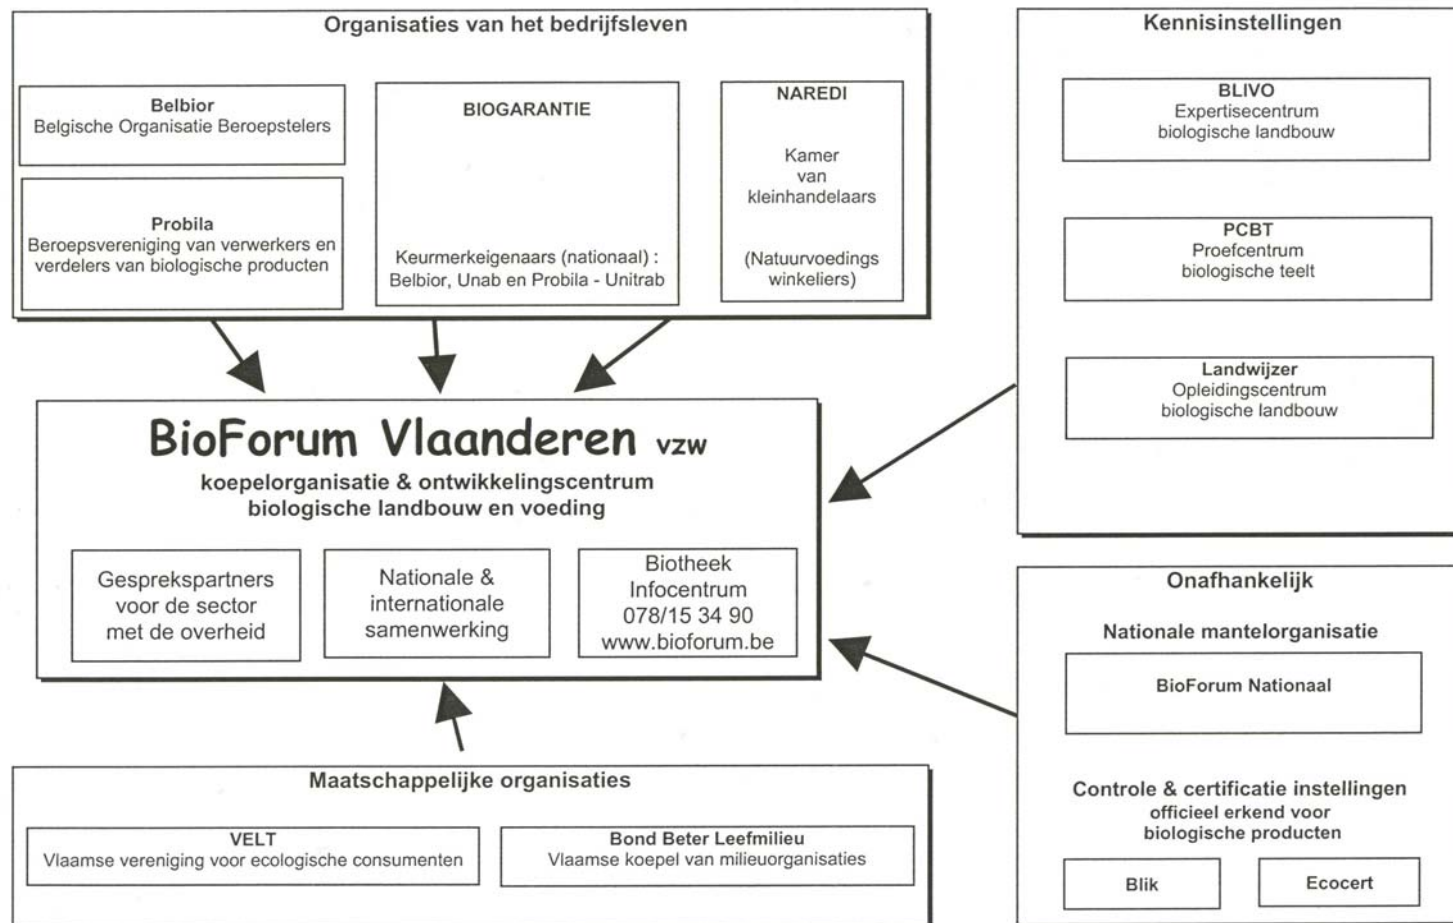 Organisaties van het bedrijfsleven
Belbior
Belgische Organisatie Beroepstelers
Probila
Beroepsvereniging van verwerkers en
verdelers van biologische producten
BIOGARANTIE
Keurmerkeigenaars (nationaal) :
Belbior, Unab en Probila - Unitrab
NAREDI
Kamer
van
kleinhandelaars
(Natuurvoedings
winkeliers)
Kennisinstellingen
BLIVO
Expertisecentrum
biologische landbouw
PCBT
Proefcentrum
biologische teelt
Landwijzer
Opleidingscentrum
biologische landbouw
BioForum Vlaanderen vzw
koepelorganisatie & ontwikkelingscentrum
biologische landbouw en voeding
Gesprekspartners
voor de sector
met de overheid
Nationale &
internationale
samenwerking
Biotheek
Infocentrum
078/15 34 90
www.bioforum.be
Onafhankelijk
Nationale mantelorganisatie
BioForum Nationaal
Controle & certificatie instellingen
officieel erkend voor
biologische producten
Blik
Ecocert
Maatschappelijke organisaties
VELT
Vlaamse vereniging voor ecologische consumenten
Bond Beter Leefmilieu
Vlaamse koepel van milieuorganisaties